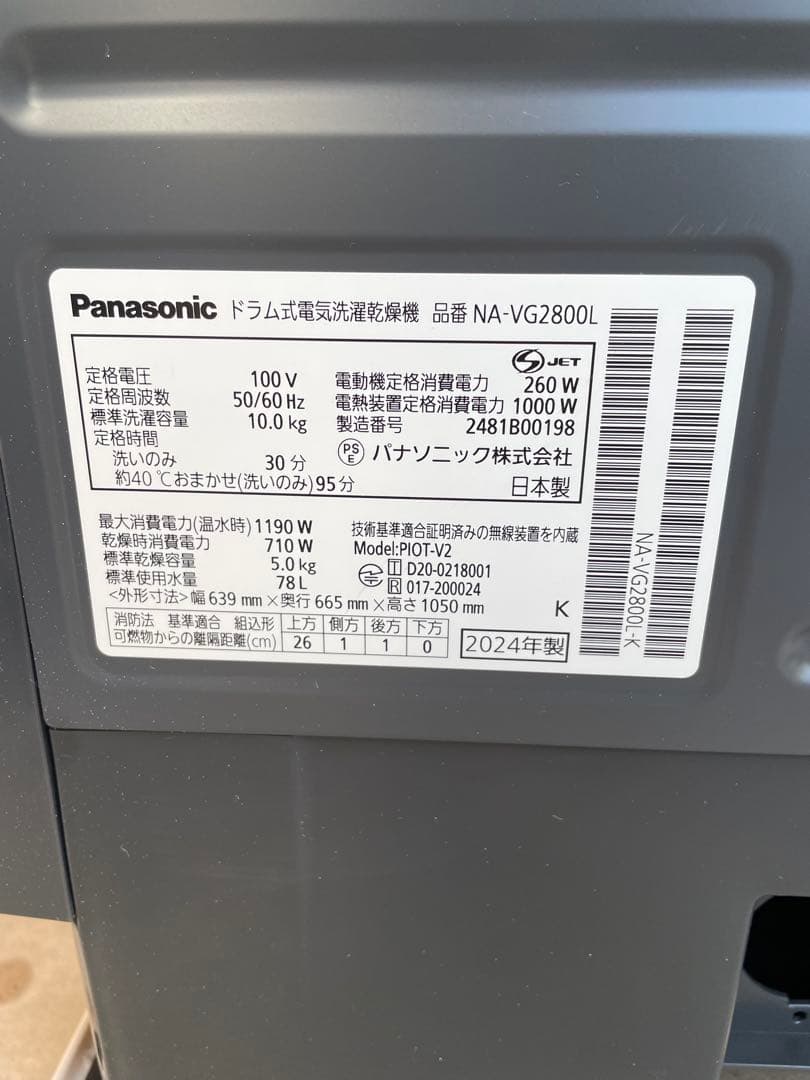 Panasonic ドラム式電気洗濯乾燥機 品番 NA-VG2800L
JET
定格電圧 100 V
定格周波数 50/60 Hz
標準洗濯容量 10.0 kg
定格時間
洗いのみ 30 分
約40℃おまかせ(洗いのみ) 95 分
電動機定格消費電力 260 W
電熱装置定格消費電力 1000 W
製造番号 2481B00198
PS E パナソニック株式会社
日本製
最大消費電力(温水時) 1190 W
乾燥時消費電力 710 W
標準乾燥容量 5.0 kg
標準使用水量 78 L
技術基準適合証明済みの無線装置を内蔵
Model:PIOT-V2
T D20-0218001
R 017-200024
<外形寸法> 幅 639 mm × 奥行 665 mm × 高さ 1050 mm
K
消防法 基準適合 組込形 上方 側方 後方 下方
可燃物からの離隔距離(cm) 26 1 1 0
2024年製
NA-VG2800L-K